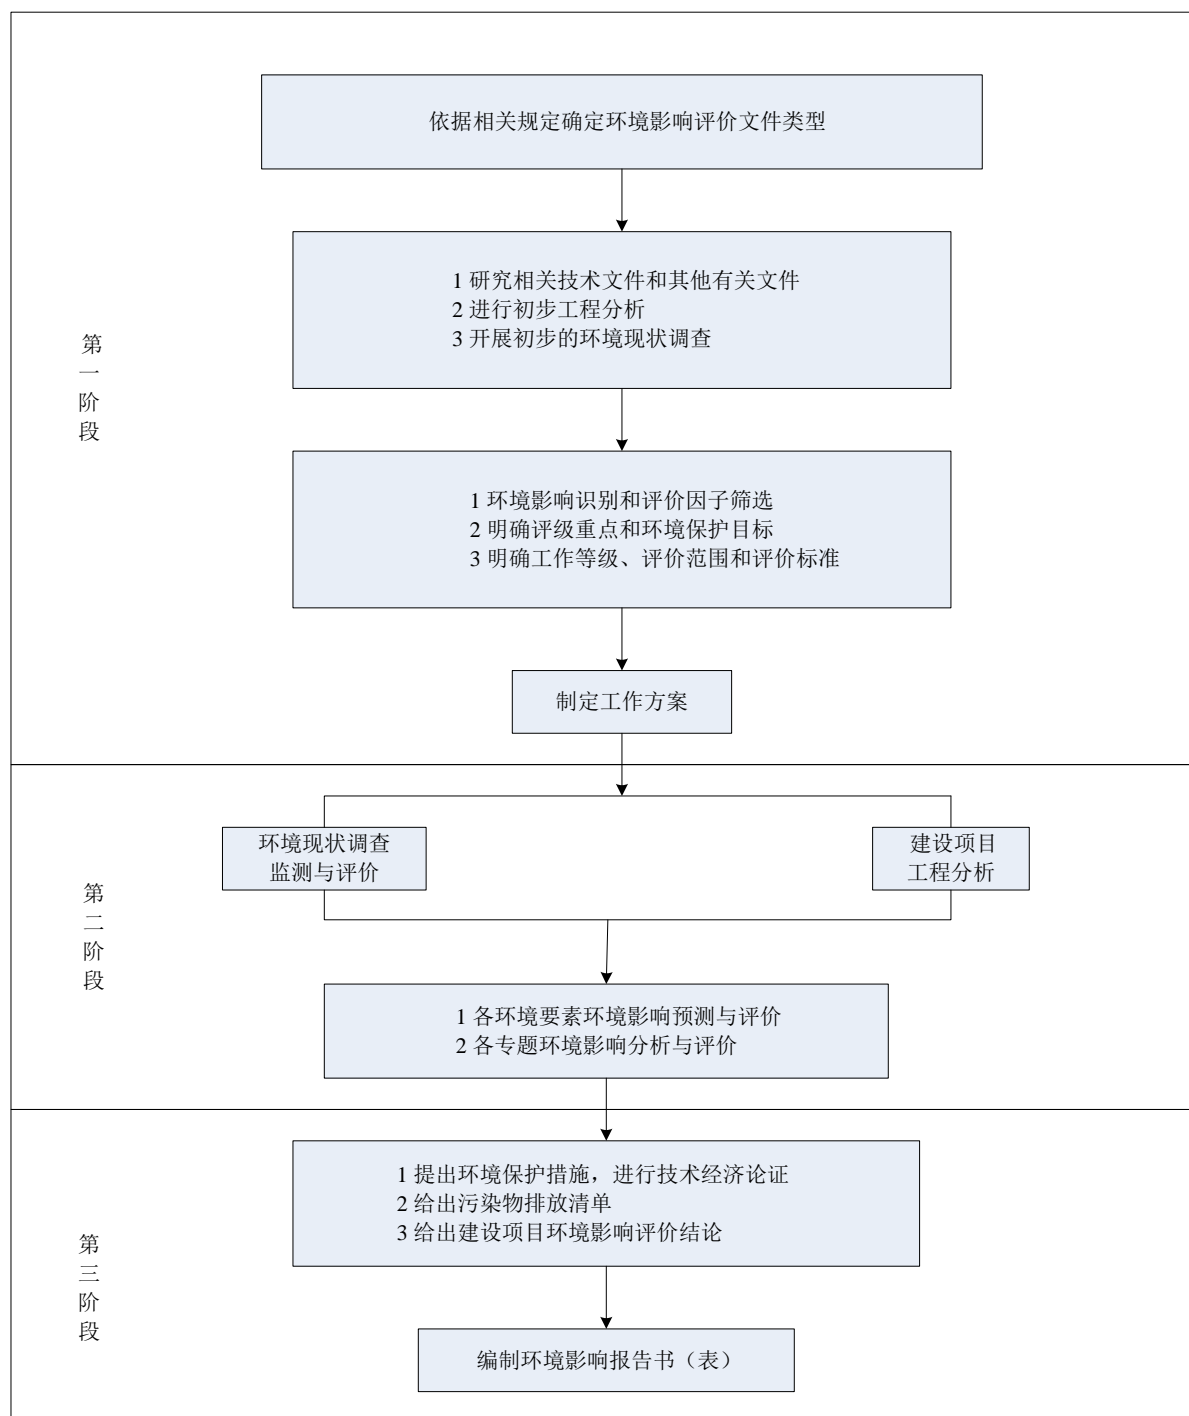 依据相关规定确定环境影响评价文件类型
1 研究相关技术文件和其他有关文件
2 进行初步工程分析
3 开展初步的环境现状调查
第
一
阶
段
1 环境影响识别和评价因子筛选
2 明确评级重点和环境保护目标
3 明确工作等级、评价范围和评价标准
制定工作方案
环境现状调查
监测与评价
建设项目
工程分析
第
二
阶
段
1 各环境要素环境影响预测与评价
2 各专题环境影响分析与评价
1 提出环境保护措施，进行技术经济论证
2 给出污染物排放清单
3 给出建设项目环境影响评价结论
第
三
阶
段
编制环境影响报告书（表）